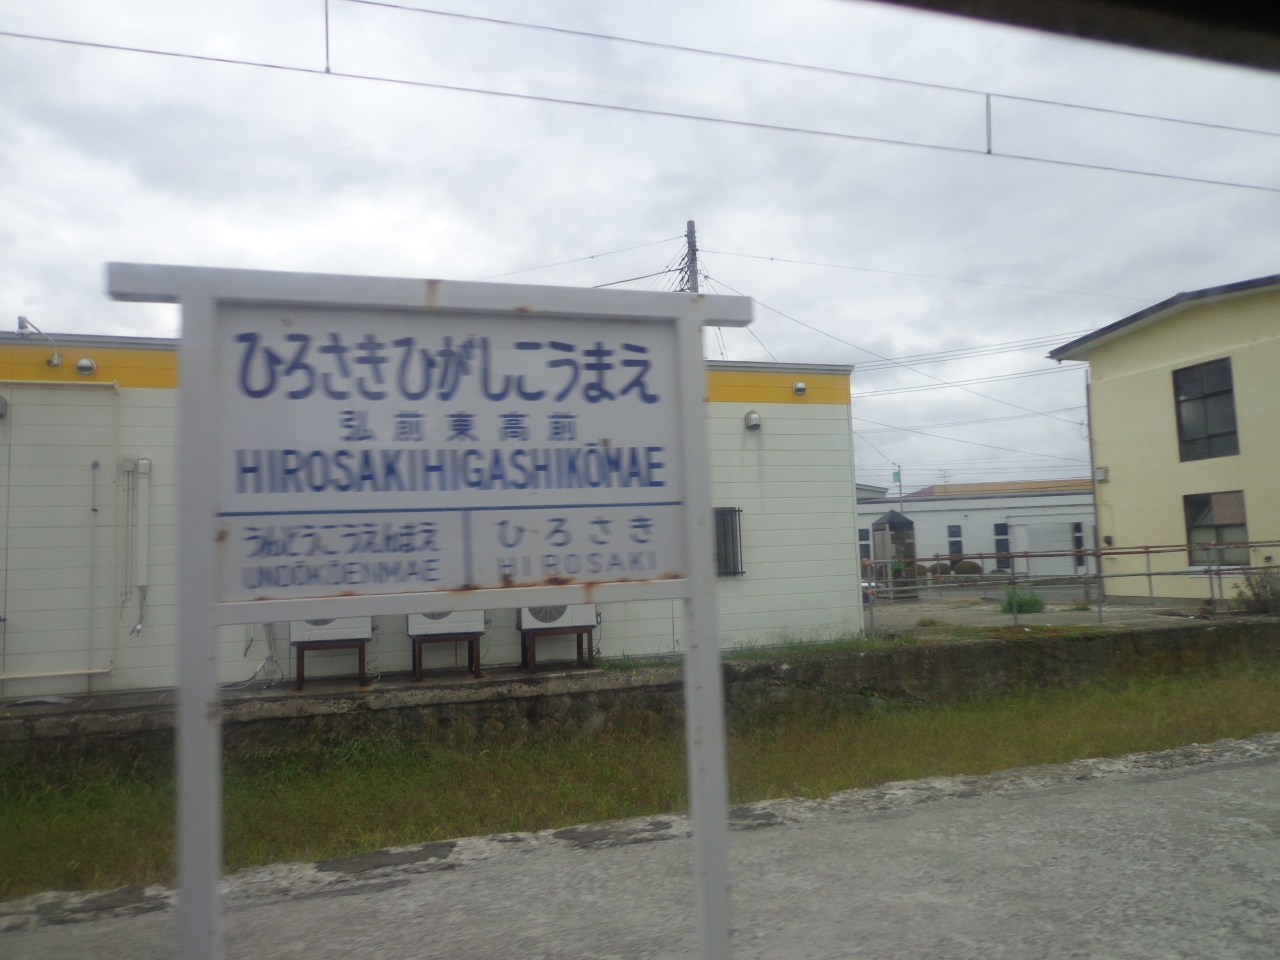 ひろさきひがしこうまえ
弘前東高前
HIROSAKIHIGASHIKŌMAE
うんどうこうえんまえ
UNDŌKŌENMAE
ひろさき
HIROSAKI